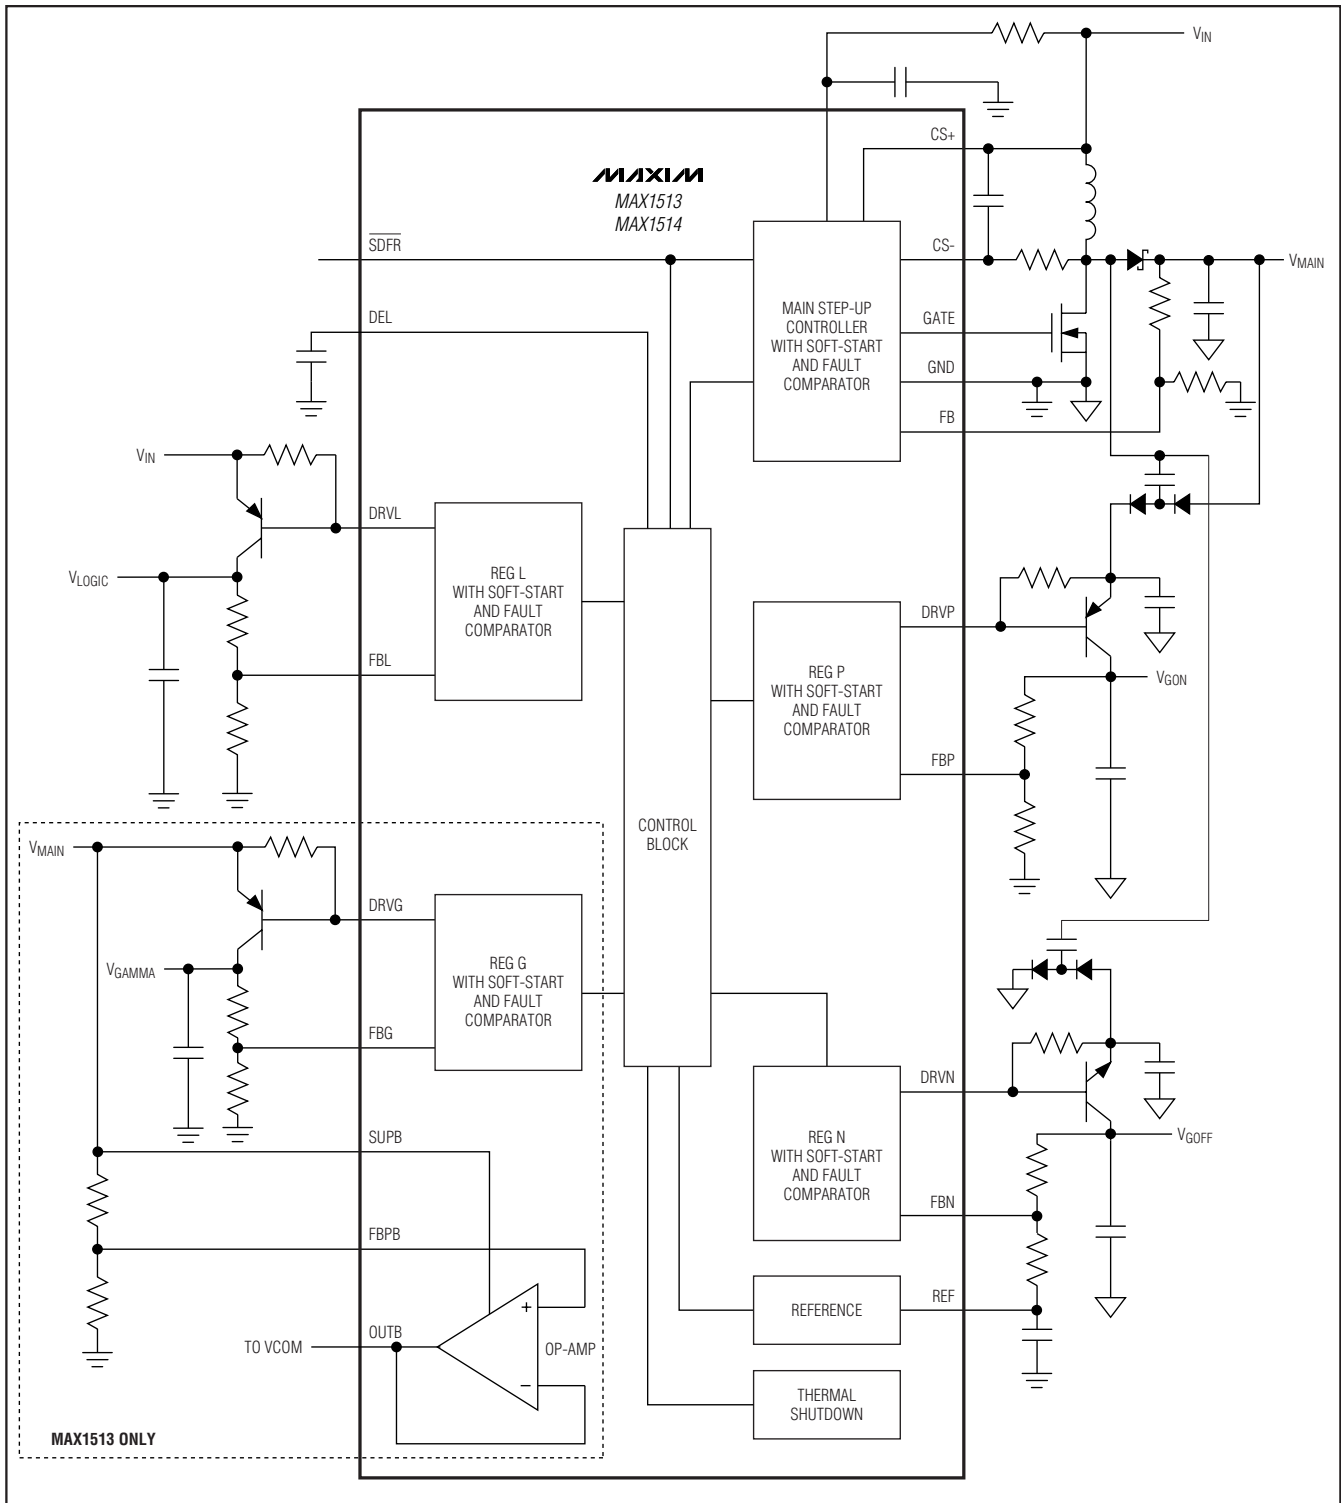 VIN
CS+
MAXIM
MAX1513
MAX1514
SDFR
CS-
VMAIN
MAIN STEP-UP
CONTROLLER
WITH SOFT-START
AND FAULT
COMPARATOR
DEL
GATE
GND
FB
VIN
DRVL
REG L
WITH SOFT-START
AND FAULT
COMPARATOR
VLOGIC
FBL
DRVP
REG P
WITH SOFT-START
AND FAULT
COMPARATOR
VGON
FBP
CONTROL
BLOCK
VMAIN
DRVG
REG G
WITH SOFT-START
AND FAULT
COMPARATOR
VGAMMA
FBG
DRVN
REG N
WITH SOFT-START
AND FAULT
COMPARATOR
VGOFF
FBN
SUPB
FBPB
+
OP-AMP
−
OUTB
TO VCOM
REFERENCE
REF
THERMAL
SHUTDOWN
MAX1513 ONLY